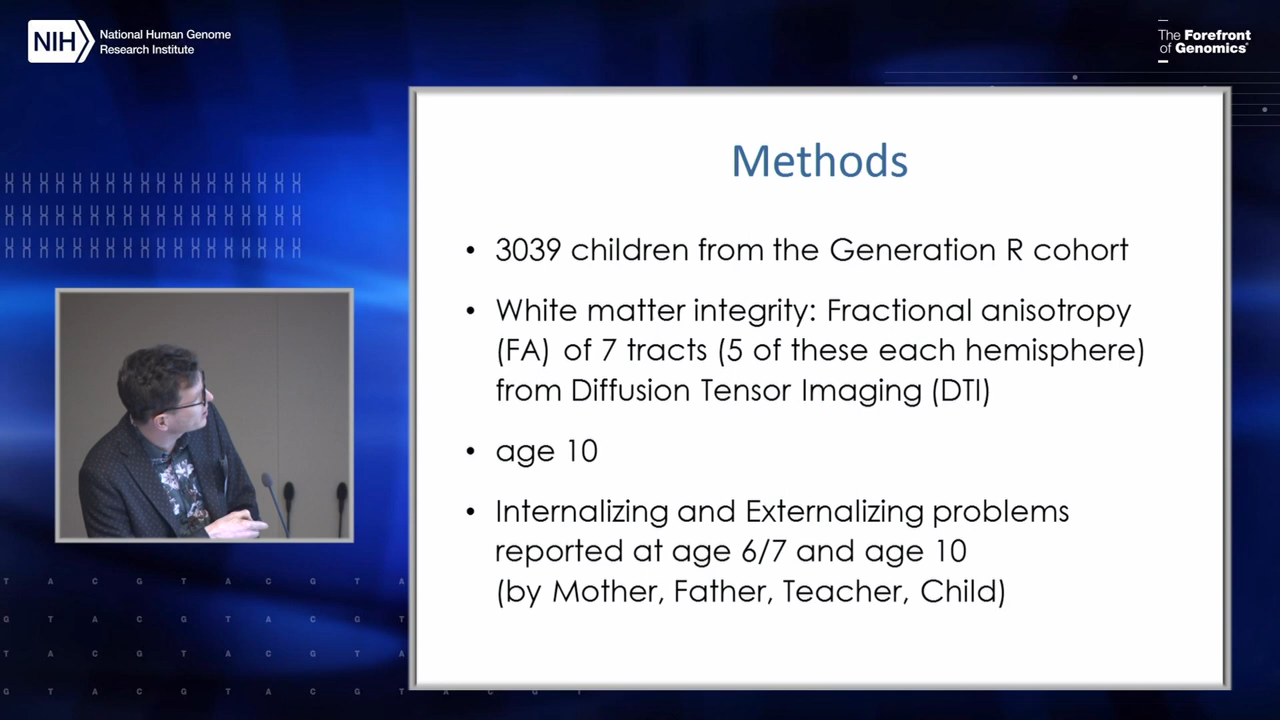 NIH
National Human Genome
Research Institute
The Forefront
of Genomics®
Methods
• 3039 children from the Generation R cohort
• White matter integrity: Fractional anisotropy
(FA) of 7 tracts (5 of these each hemisphere)
from Diffusion Tensor Imaging (DTI)
• age 10
• Internalizing and Externalizing problems
reported at age 6/7 and age 10
(by Mother, Father, Teacher, Child)
T A C G T A C G T A
G T A C G T A C G T
T A C G T A C G T A
G T A C G T A C G T A C G T